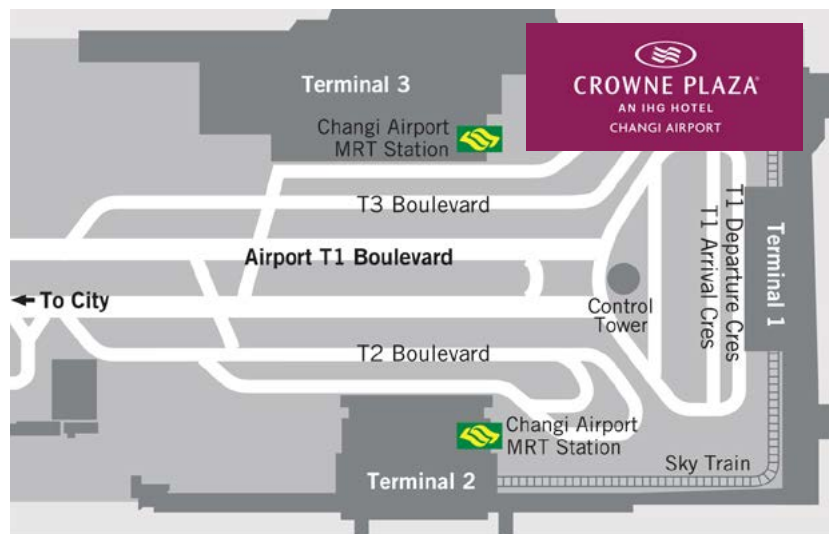 Terminal 3
CROWNE PLAZA®
AN IHG HOTEL
CHANGI AIRPORT
Changi Airport
MRT Station
T3 Boulevard
T1 Departure Cres
T1 Arrival Cres
Terminal 1
Airport T1 Boulevard
To City
Control
Tower
T2 Boulevard
Changi Airport
MRT Station
Sky Train
Terminal 2